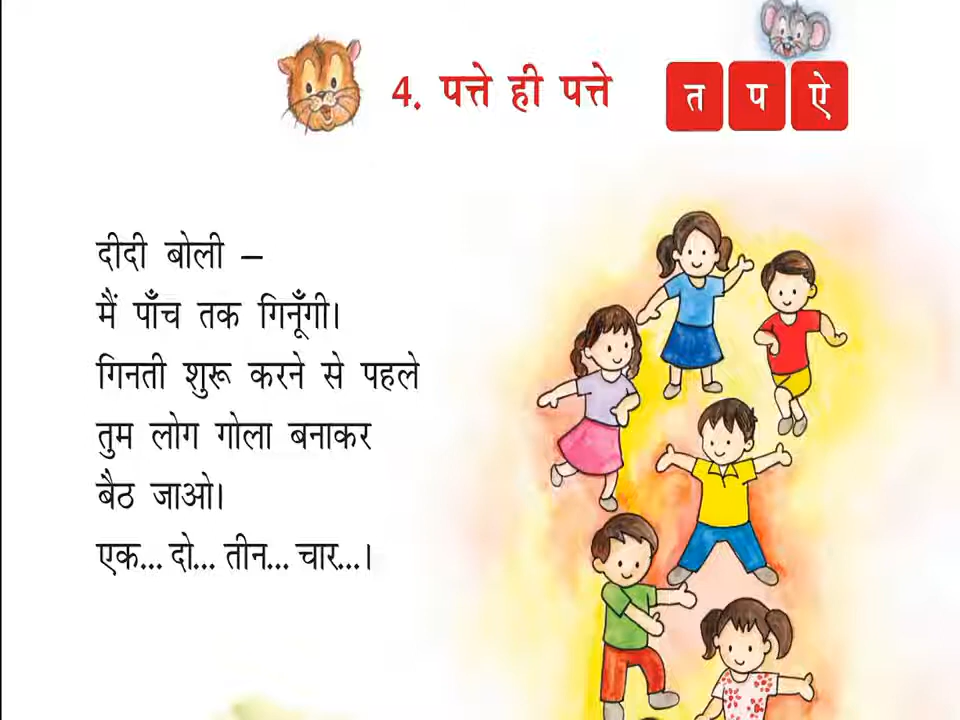 4. पत्ते ही पत्ते त प ऐ
दीदी बोली –
मैं पाँच तक गिनूँगी।
गिनती शुरू करने से पहले
तुम लोग गोला बनाकर
बैठ जाओ।
एक... दो... तीन... चार...।